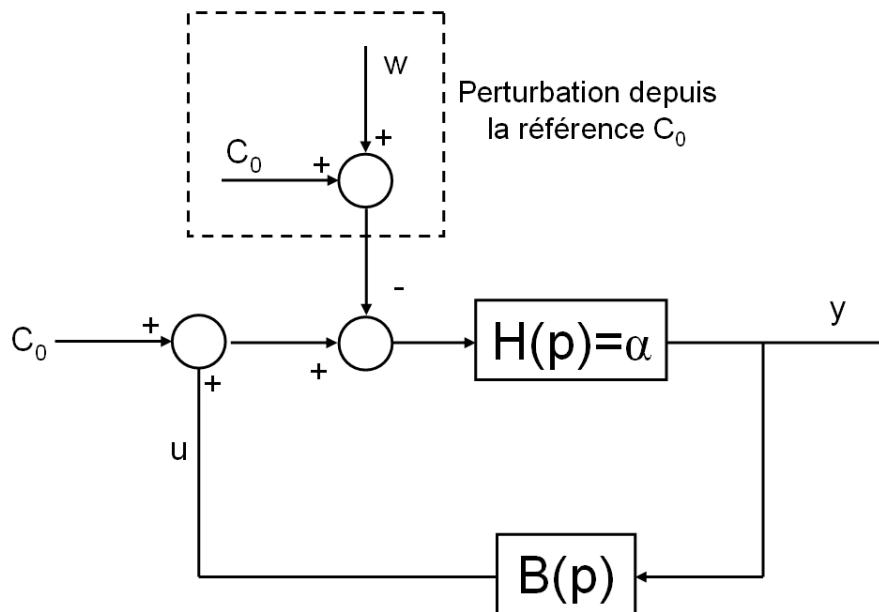 w
Perturbation depuis
la référence C₀
C₀
+
+
-
C₀
+
+
+
H(p)=α
y
u
B(p)